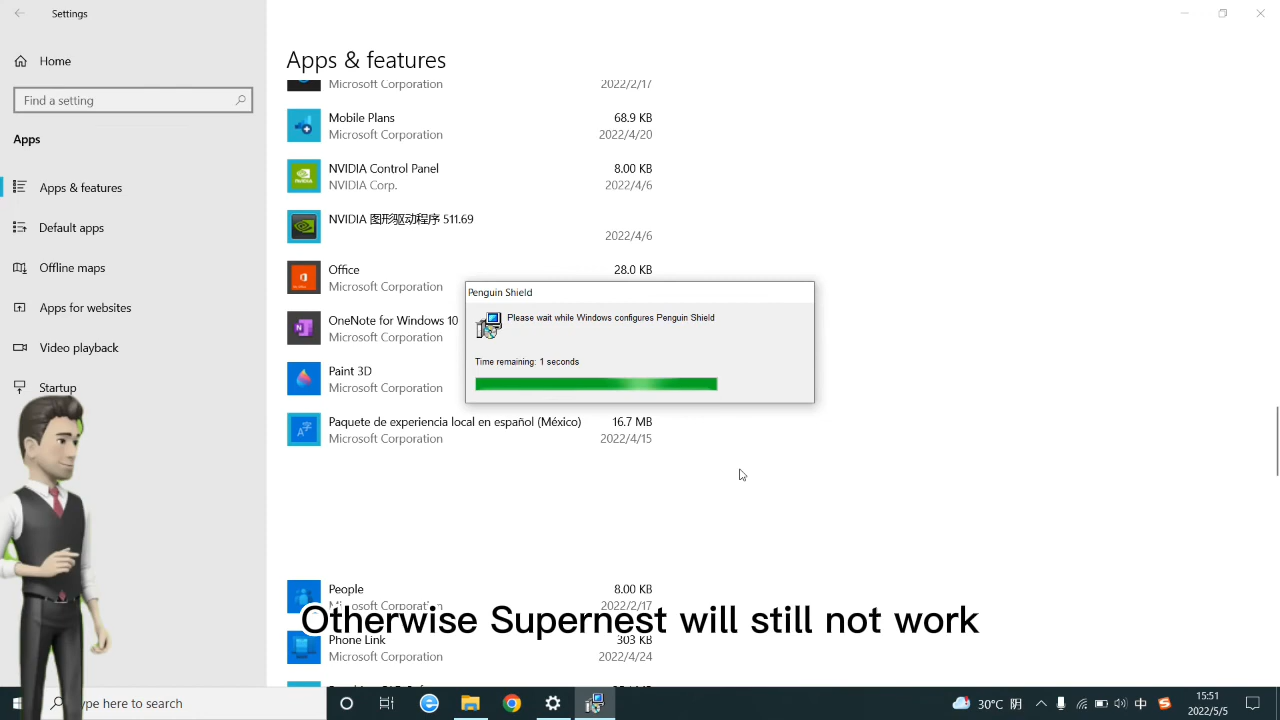 Settings
Home
Find a setting
Apps
Apps & features
Default apps
Offline maps
Apps for websites
Video playback
Startup
Apps & features
Microsoft Corporation 2022/2/17
Mobile Plans 68.9 KB
Microsoft Corporation 2022/4/20
NVIDIA Control Panel 8.00 KB
NVIDIA Corp. 2022/4/6
NVIDIA 图形驱动程序 511.69
2022/4/6
Office 28.0 KB
Microsoft Corporation
OneNote for Windows 10
Microsoft Corporation
Paint 3D
Microsoft Corporation
Paquete de experiencia local en español (México) 16.7 MB
Microsoft Corporation 2022/4/15
People 8.00 KB
Microsoft Corporation 2022/2/17
Phone Link 303 KB
Microsoft Corporation 2022/4/24
Penguin Shield
Please wait while Windows configures Penguin Shield
Time remaining: 1 seconds
Otherwise Supernest will still not work
here to search
30°C 阴
中
15:51
2022/5/5